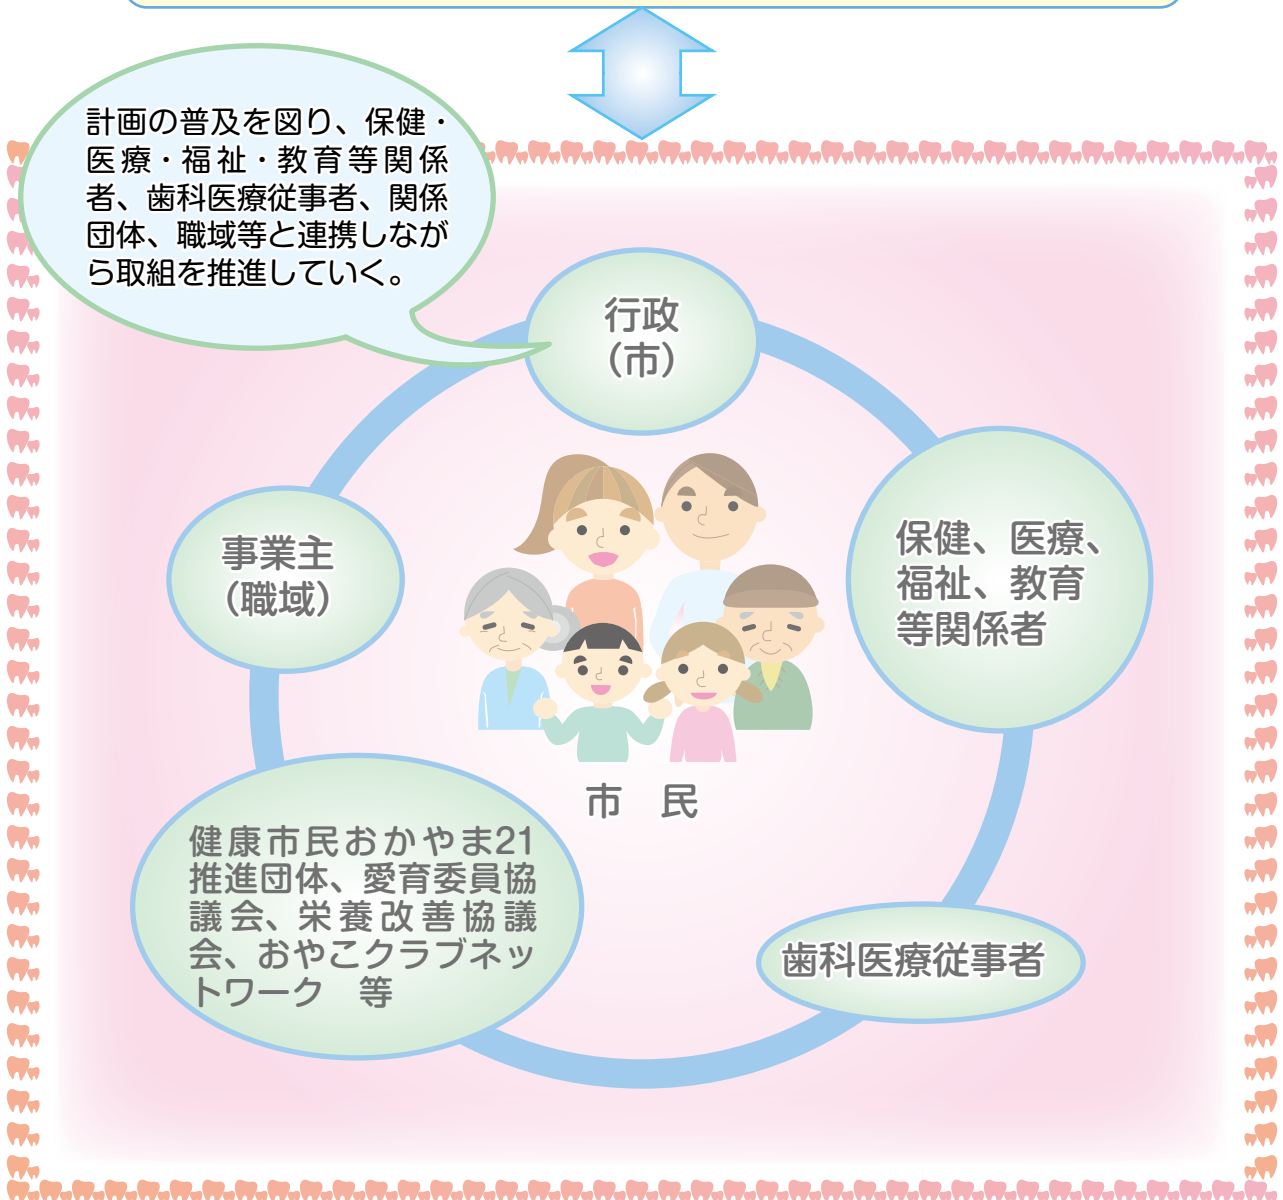 計画の普及を図り、保健・
医療・福祉・教育等関係
者、歯科医療従事者、関係
団体、職域等と連携しなが
ら取組を推進していく。
行政
（市）
保健、医療、
福祉、教育
等関係者
事業主
（職域）
市　民
健康市民おかやま21
推進団体、愛育委員協
議会、栄養改善協議
会、おやこクラブネッ
トワーク　等
歯科医療従事者